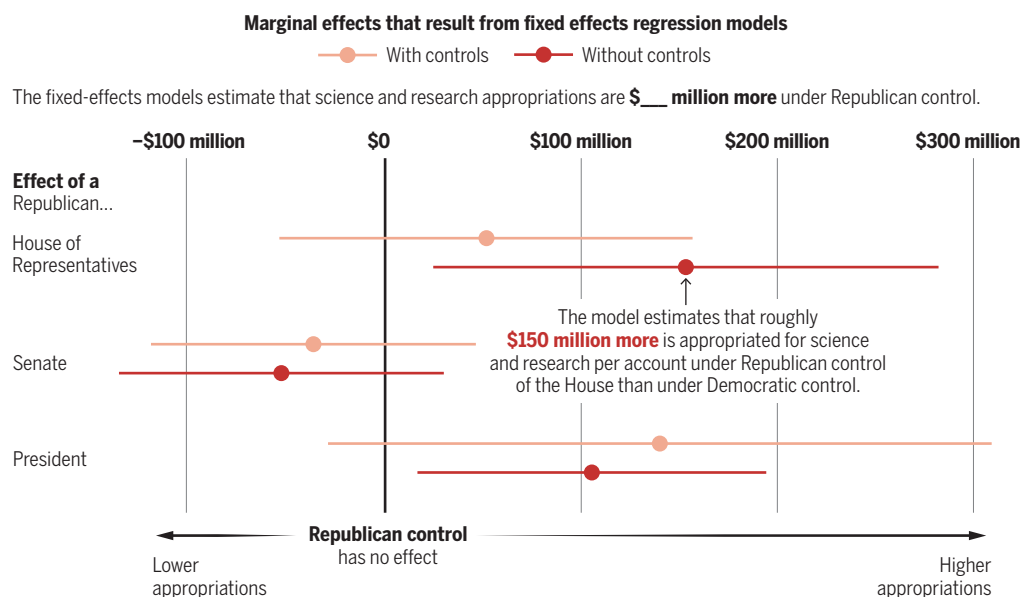 Marginal effects that result from fixed effects regression models
With controls
Without controls
The fixed-effects models estimate that science and research appropriations are $___ million more under Republican control.
−$100 million
$0
$100 million
$200 million
$300 million
Effect of a
Republican...
House of
Representatives
The model estimates that roughly
$150 million more is appropriated for science
and research per account under Republican control
of the House than under Democratic control.
Senate
President
Republican control
has no effect
Lower
appropriations
Higher
appropriations